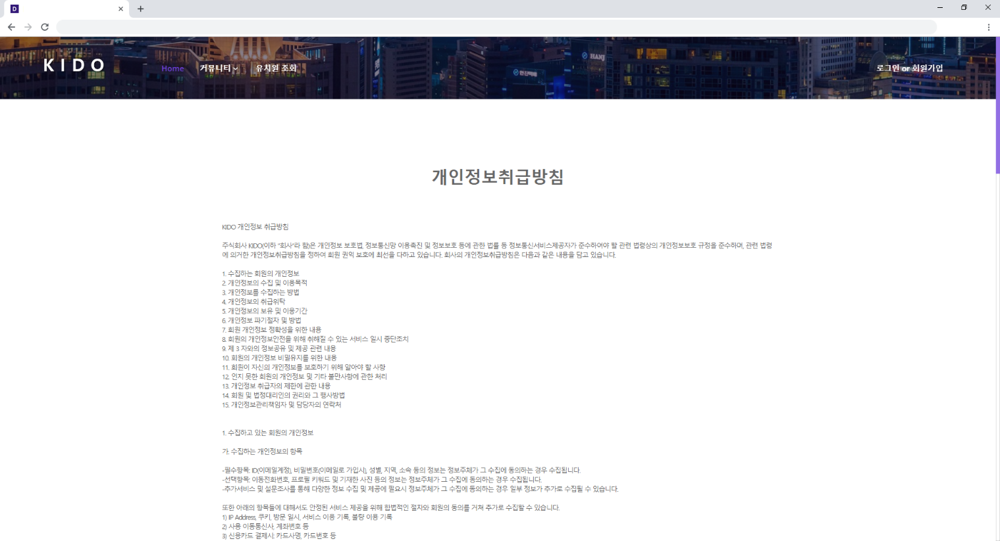 D
KIDO
Home
커뮤니티
유치원 조회
로그인 or 회원가입
한진택배
HANJ
개인정보취급방침
KIDO 개인정보 취급방침
주식회사 KIDO(이하 "회사"라 함)은 개인정보 보호법, 정보통신망 이용촉진 및 정보보호 등에 관한 법률 등 정보통신서비스제공자가 준수하여야 할 관련 법령상의 개인정보보호 규정을 준수하며, 관련 법령
에 의거한 개인정보취급방침을 정하여 회원 권익 보호에 최선을 다하고 있습니다. 회사의 개인정보취급방침은 다음과 같은 내용을 담고 있습니다.
1. 수집하는 회원의 개인정보
2. 개인정보의 수집 및 이용목적
3. 개인정보를 수집하는 방법
4. 개인정보의 취급위탁
5. 개인정보의 보유 및 이용기간
6. 개인정보 파기절자 및 방법
7. 회원 개인정보 정확성을 위한 내용
8. 회원의 개인정보안전을 위해 취해질 수 있는 서비스 일시 중단조치
9. 제 3 자와의 정보공유 및 제공 관련 내용
10. 회원의 개인정보 비밀유지를 위한 내용
11. 회원이 자신의 개인정보를 보호하기 위해 알아야 할 사항
12. 인지 못한 회원의 개인정보 및 기타 불만사항에 관한 처리
13. 개인정보 취급자의 제한에 관한 내용
14. 회원 및 법정대리인의 권리와 그 행사방법
15. 개인정보관리책임자 및 담당자의 연락처
1. 수집하고 있는 회원의 개인정보
가. 수집하는 개인정보의 항목
-필수항목: ID(이메일계정), 비밀번호(이메일로 가입시), 성별, 지역, 소속 등의 정보는 정보주체가 그 수집에 동의하는 경우 수집됩니다.
-선택항목: 이동전화번호, 프로필 키워드 및 기재한 사진 등의 정보는 정보주체가 그 수집에 동의하는 경우 수집됩니다.
-추가서비스 및 설문조사를 통해 다양한 정보 수집 및 제공에 필요시 정보주체가 그 수집에 동의하는 경우 일부 정보가 추가로 수집될 수 있습니다.
또한 아래의 항목들에 대해서도 안정된 서비스 제공을 위해 합법적인 절자와 회원의 동의를 거쳐 추가로 수집할 수 있습니다.
1) IP Address, 쿠키, 방문 일시, 서비스 이용 기록, 불량 이용 기록
2) 사용 이동통신사, 계좌번호 등
3) 신용카드 결제시: 카드사명, 카드번호 등